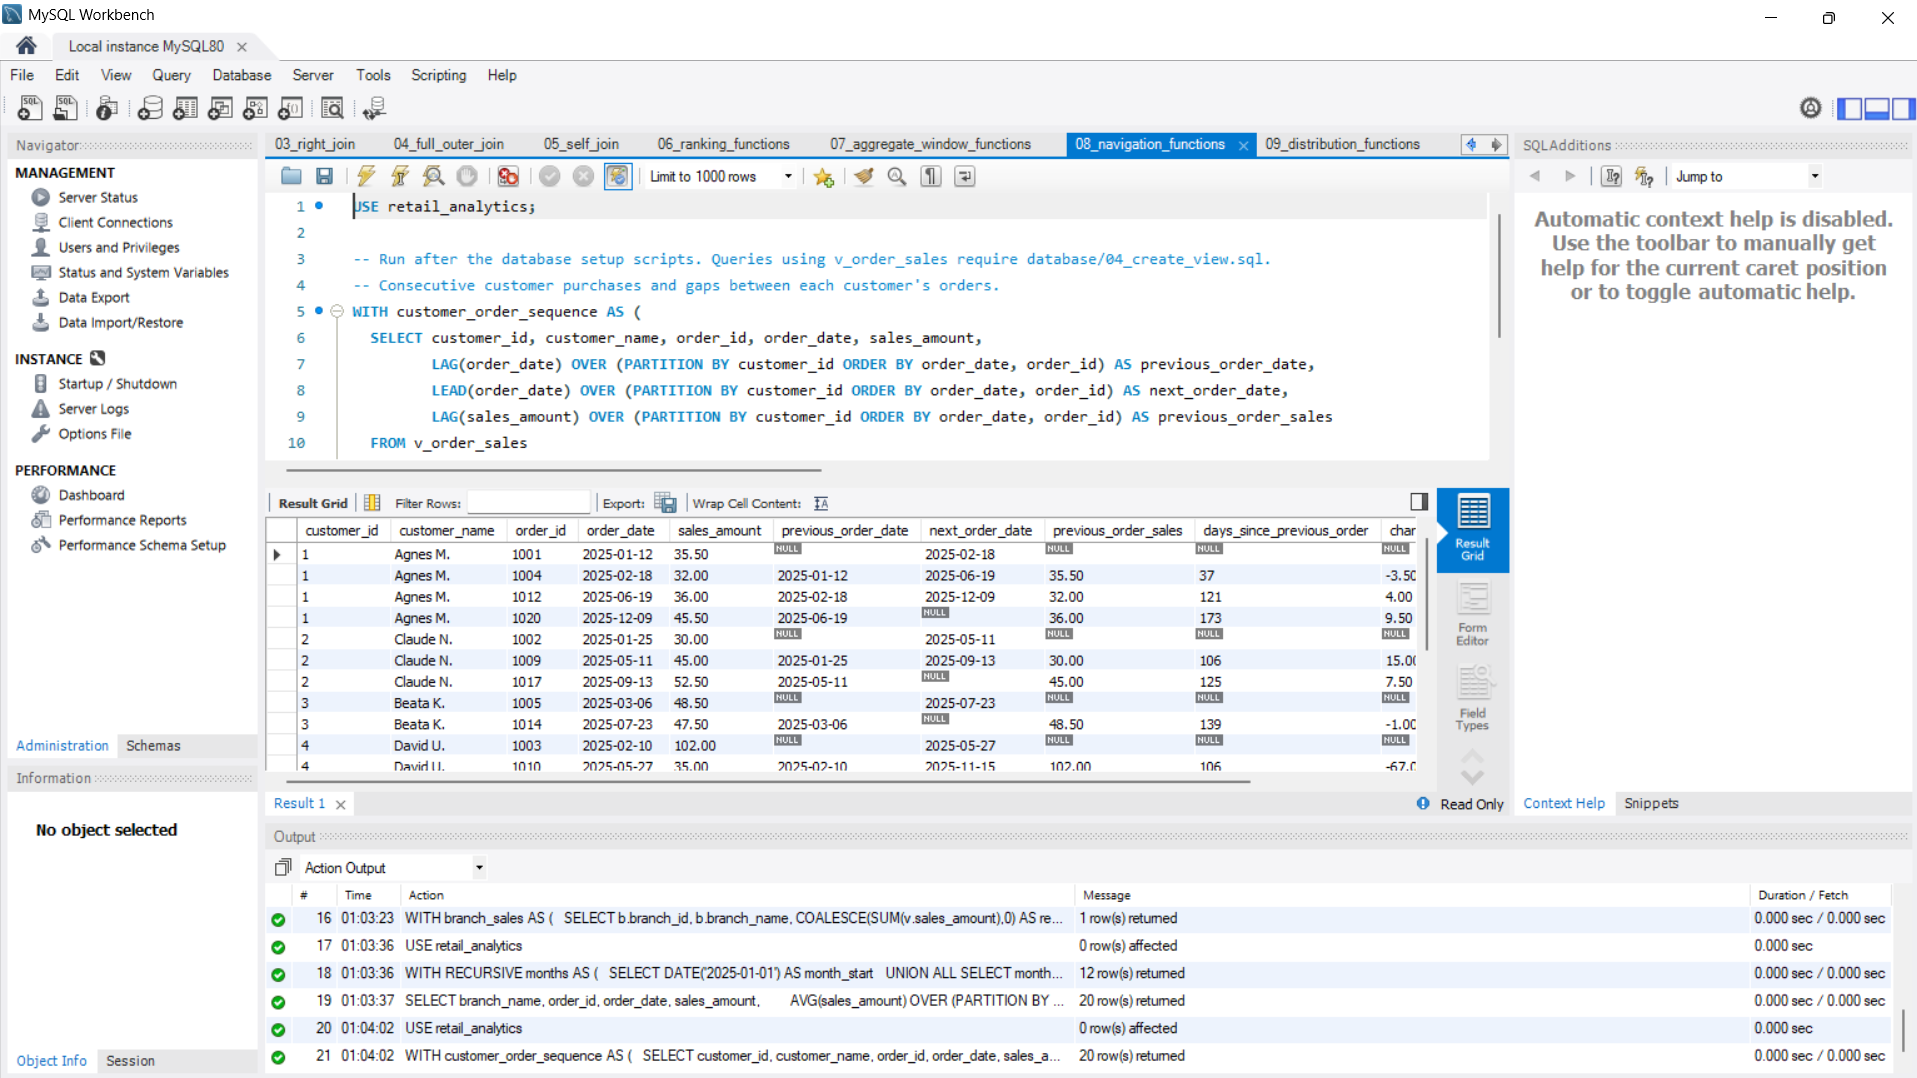 MySQL Workbench
Local instance MySQL80
File Edit View Query Database Server Tools Scripting Help
Navigator
MANAGEMENT
Server Status
Client Connections
Users and Privileges
Status and System Variables
Data Export
Data Import/Restore
INSTANCE
Startup / Shutdown
Server Logs
Options File
PERFORMANCE
Dashboard
Performance Reports
Performance Schema Setup
Administration Schemas
Information
No object selected
Object Info Session
03_right_join 04_full_outer_join 05_self_join 06_ranking_functions 07_aggregate_window_functions 08_navigation_functions 09_distribution_functions
Limit to 1000 rows
1 USE retail_analytics;
2
3 -- Run after the database setup scripts. Queries using v_order_sales require database/04_create_view.sql.
4 -- Consecutive customer purchases and gaps between each customer's orders.
5 WITH customer_order_sequence AS (
6 SELECT customer_id, customer_name, order_id, order_date, sales_amount,
7 LAG(order_date) OVER (PARTITION BY customer_id ORDER BY order_date, order_id) AS previous_order_date,
8 LEAD(order_date) OVER (PARTITION BY customer_id ORDER BY order_date, order_id) AS next_order_date,
9 LAG(sales_amount) OVER (PARTITION BY customer_id ORDER BY order_date, order_id) AS previous_order_sales
10 FROM v_order_sales
Result Grid Filter Rows: Export: Wrap Cell Content:
customer_id customer_name order_id order_date sales_amount previous_order_date next_order_date previous_order_sales days_since_previous_order char
1 Agnes M. 1001 2025-01-12 35.50 NULL 2025-02-18 NULL NULL NULL
1 Agnes M. 1004 2025-02-18 32.00 2025-01-12 2025-06-19 35.50 37 -3.50
1 Agnes M. 1012 2025-06-19 36.00 2025-02-18 2025-12-09 32.00 121 4.00
1 Agnes M. 1020 2025-12-09 45.50 2025-06-19 NULL 36.00 173 9.50
2 Claude N. 1002 2025-01-25 30.00 NULL 2025-05-11 NULL NULL NULL
2 Claude N. 1009 2025-05-11 45.00 2025-01-25 2025-09-13 30.00 106 15.00
2 Claude N. 1017 2025-09-13 52.50 2025-05-11 NULL 45.00 125 7.50
3 Beata K. 1005 2025-03-06 48.50 NULL 2025-07-23 NULL NULL NULL
3 Beata K. 1014 2025-07-23 47.50 2025-03-06 NULL 48.50 139 -1.00
4 David U. 1003 2025-02-10 102.00 NULL 2025-05-27 NULL NULL NULL
4 David U. 1010 2025-05-27 35.00 2025-02-10 2025-11-15 102.00 106 -67.0
Result Grid
Form Editor
Field Types
Result 1
Read Only
SQLAdditions
Jump to
Automatic context help is disabled.
Use the toolbar to manually get
help for the current caret position
or to toggle automatic help.
Context Help Snippets
Output
Action Output
# Time Action Message Duration / Fetch
16 01:03:23 WITH branch_sales AS ( SELECT b.branch_id, b.branch_name, COALESCE(SUM(v.sales_amount),0) AS re... 1 row(s) returned 0.000 sec / 0.000 sec
17 01:03:36 USE retail_analytics 0 row(s) affected 0.000 sec
18 01:03:36 WITH RECURSIVE months AS ( SELECT DATE('2025-01-01') AS month_start UNION ALL SELECT month... 12 row(s) returned 0.000 sec / 0.000 sec
19 01:03:37 SELECT branch_name, order_id, order_date, sales_amount, AVG(sales_amount) OVER (PARTITION BY ... 20 row(s) returned 0.000 sec / 0.000 sec
20 01:04:02 USE retail_analytics 0 row(s) affected 0.000 sec
21 01:04:02 WITH customer_order_sequence AS ( SELECT customer_id, customer_name, order_id, order_date, sales_a... 20 row(s) returned 0.000 sec / 0.000 sec